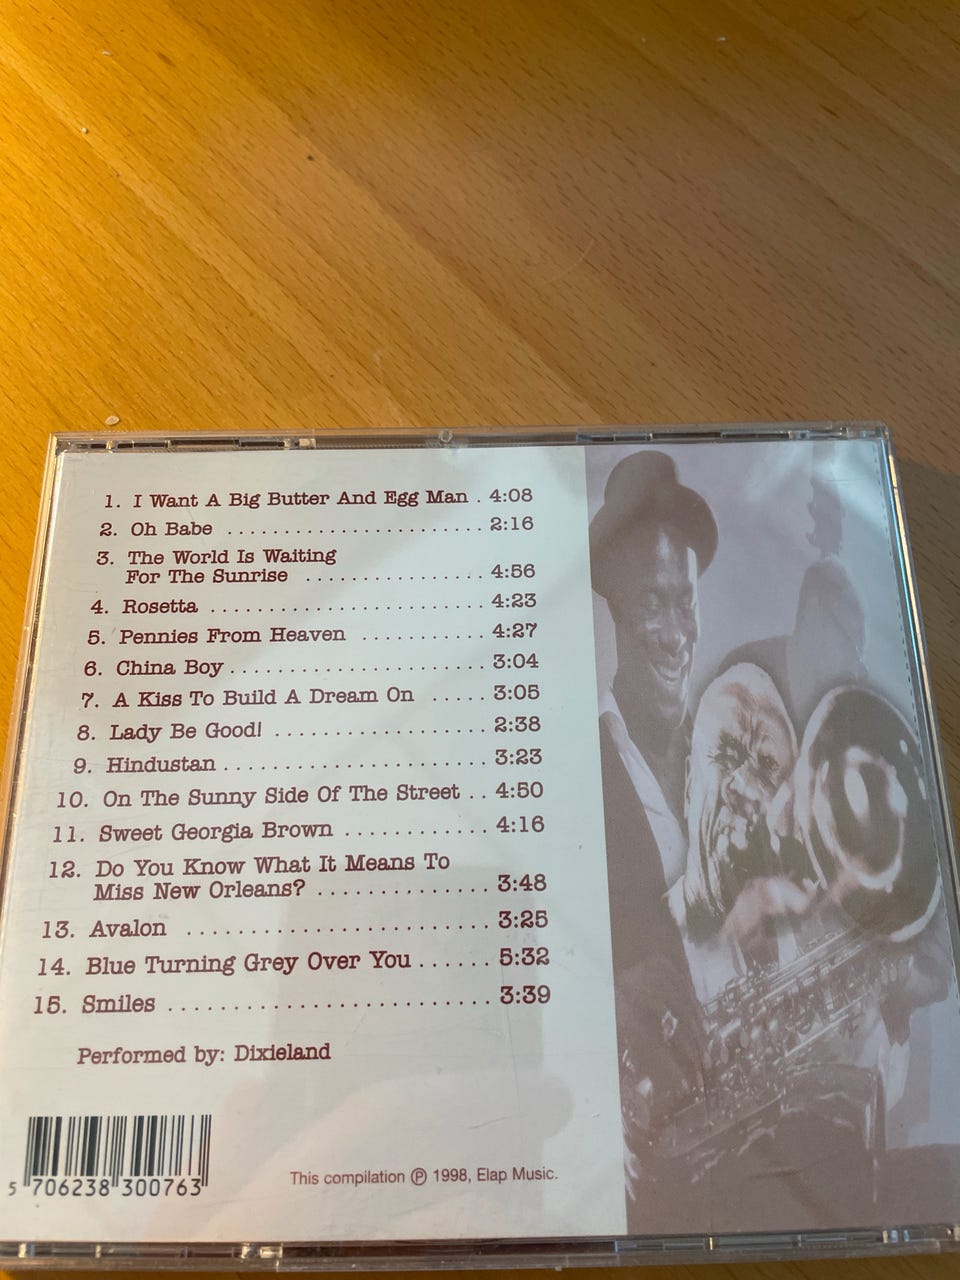 1. I Want A Big Butter And Egg Man . 4:08
2. Oh Babe ........................ 2:16
3. The World Is Waiting
For The Sunrise ................ 4:56
4. Rosetta ......................... 4:23
5. Pennies From Heaven ............ 4:27
6. China Boy ........................ 3:04
7. A Kiss To Build A Dream On ..... 3:05
8. Lady Be Good! .................... 2:38
9. Hindustan ........................ 3:23
10. On The Sunny Side Of The Street .. 4:50
11. Sweet Georgia Brown ............. 4:16
12. Do You Know What It Means To
Miss New Orleans? ............... 3:48
13. Avalon ........................... 3:25
14. Blue Turning Grey Over You ...... 5:32
15. Smiles ............................ 3:39
Performed by: Dixieland
This compilation ℗ 1998, Elap Music.
5 706238 300763